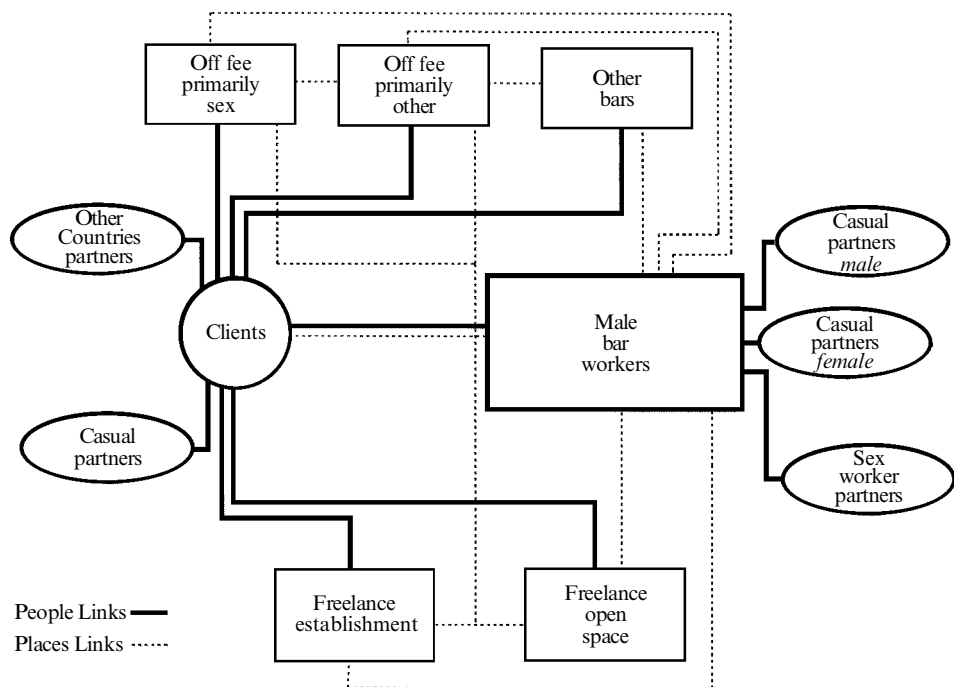 Off fee
primarily
sex
Off fee
primarily
other
Other
bars
Other
Countries
partners
Casual
partners
male
Clients
Male
bar
workers
Casual
partners
female
Casual
partners
Sex
worker
partners
Freelance
establishment
Freelance
open
space
People Links
Places Links